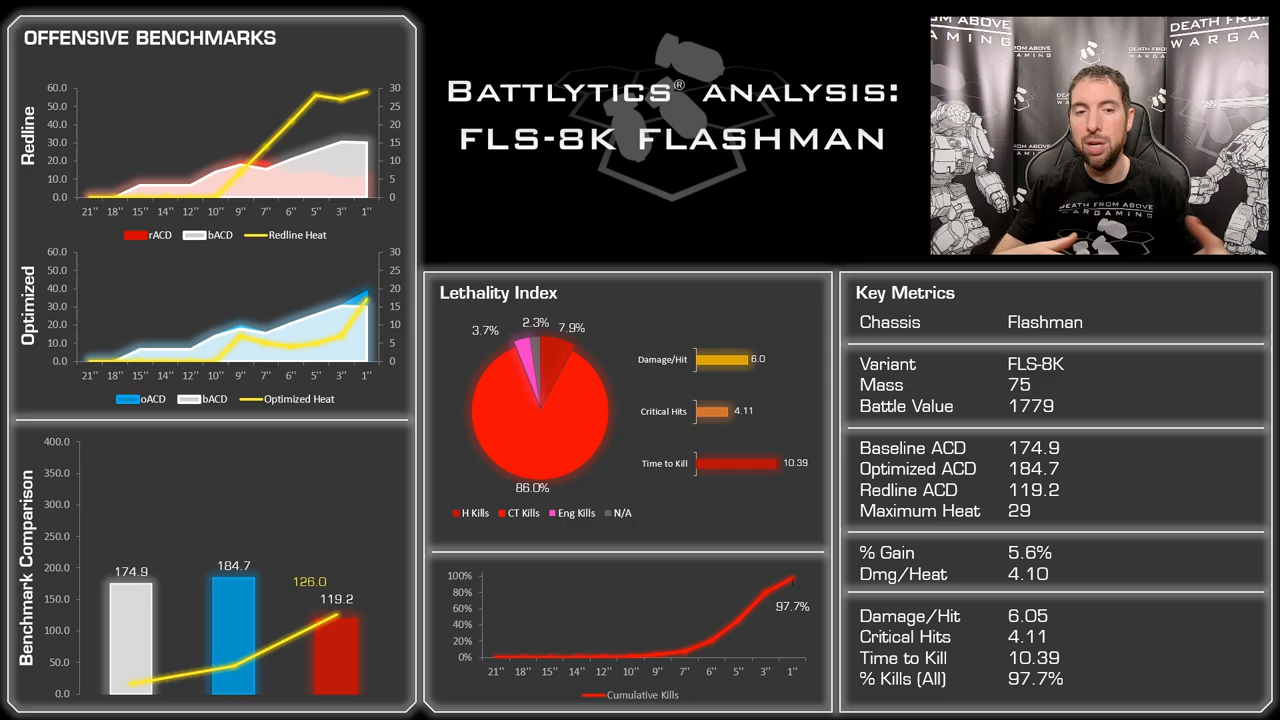 OFFENSIVE BENCHMARKS
Redline
60.0
50.0
40.0
30.0
20.0
10.0
0.0
30
25
20
15
10
5
0
21" 18" 15" 14" 12" 10" 9" 7" 6" 5" 3" 1"
rACD bACD Redline Heat
Optimized
60.0
50.0
40.0
30.0
20.0
10.0
0.0
30
25
20
15
10
5
0
21" 18" 15" 14" 12" 10" 9" 7" 6" 5" 3" 1"
oACD bACD Optimized Heat
Benchmark Comparison
400.0
350.0
300.0
250.0
200.0
150.0
100.0
50.0
0.0
174.9
184.7
126.0
119.2
BATTLYTICS® ANALYSIS:
FLS-8K FLASHMAN
DEATH FROM ABOVE
WARGAMING
Lethality Index
3.7%
2.3%
7.9%
86.0%
H Kills CT Kills Eng Kills N/A
Damage/Hit 6.0
Critical Hits 4.11
Time to Kill 10.39
100%
80%
60%
40%
20%
0%
97.7%
21" 18" 15" 14" 12" 10" 9" 7" 6" 5" 3" 1"
Cumulative Kills
Key Metrics
Chassis Flashman
Variant FLS-8K
Mass 75
Battle Value 1779
Baseline ACD 174.9
Optimized ACD 184.7
Redline ACD 119.2
Maximum Heat 29
% Gain 5.6%
Dmg/Heat 4.10
Damage/Hit 6.05
Critical Hits 4.11
Time to Kill 10.39
% Kills (All) 97.7%